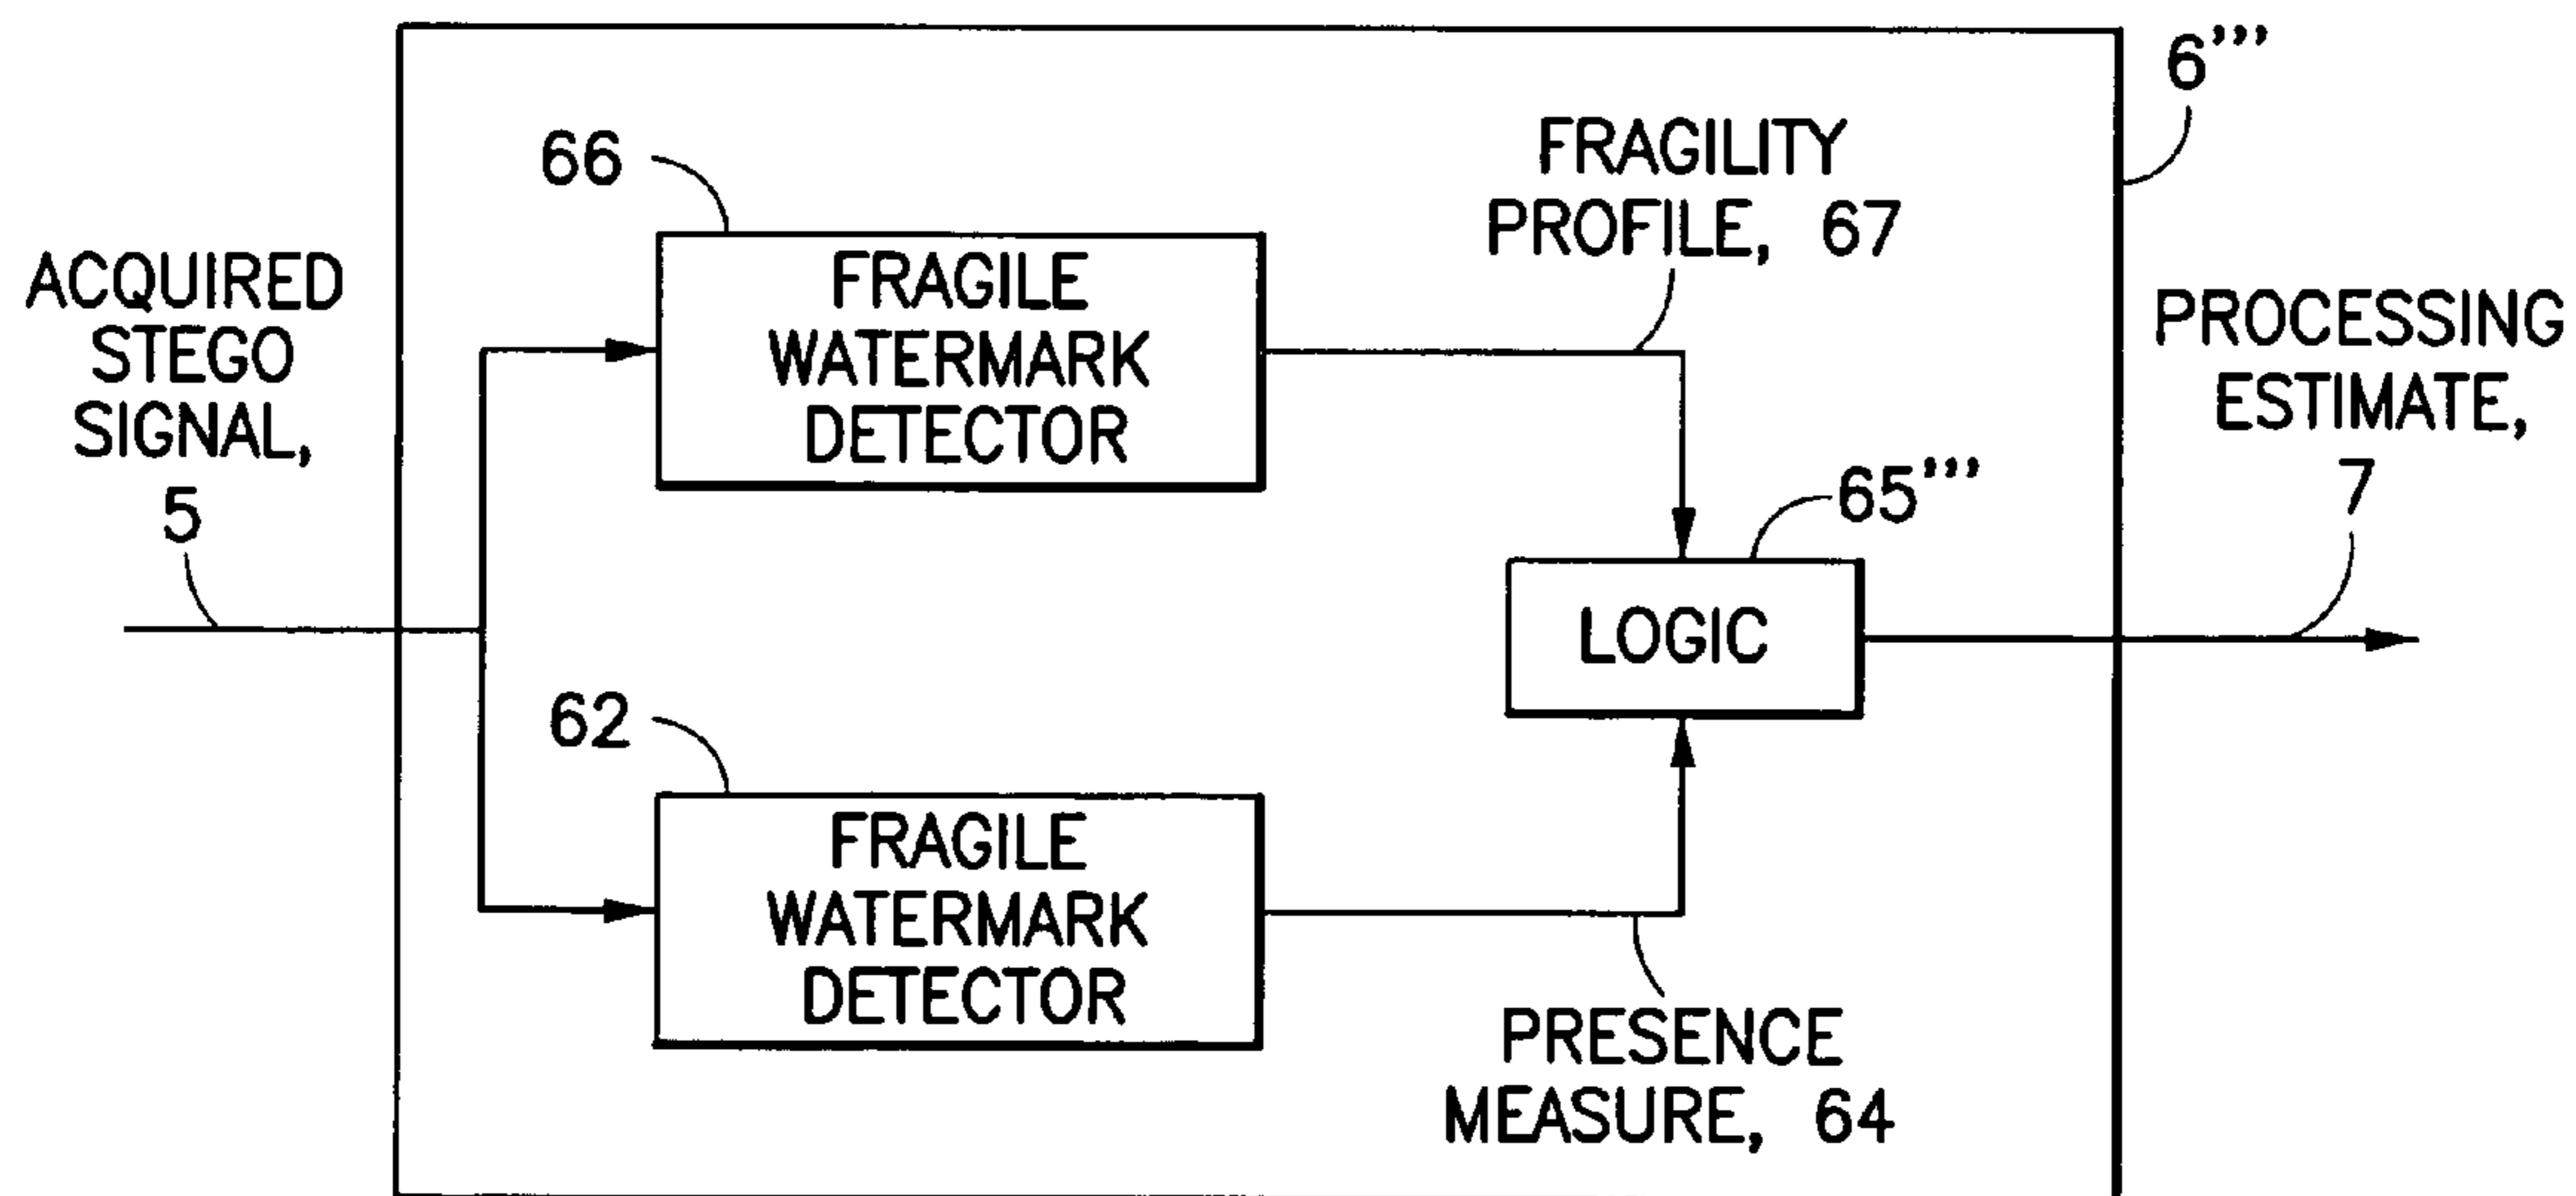 6'''
66
FRAGILITY
PROFILE, 67
ACQUIRED
STEGO
SIGNAL,
5
FRAGILE
WATERMARK
DETECTOR
PROCESSING
ESTIMATE,
7
65'''
LOGIC
62
FRAGILE
WATERMARK
DETECTOR
PRESENCE
MEASURE, 64